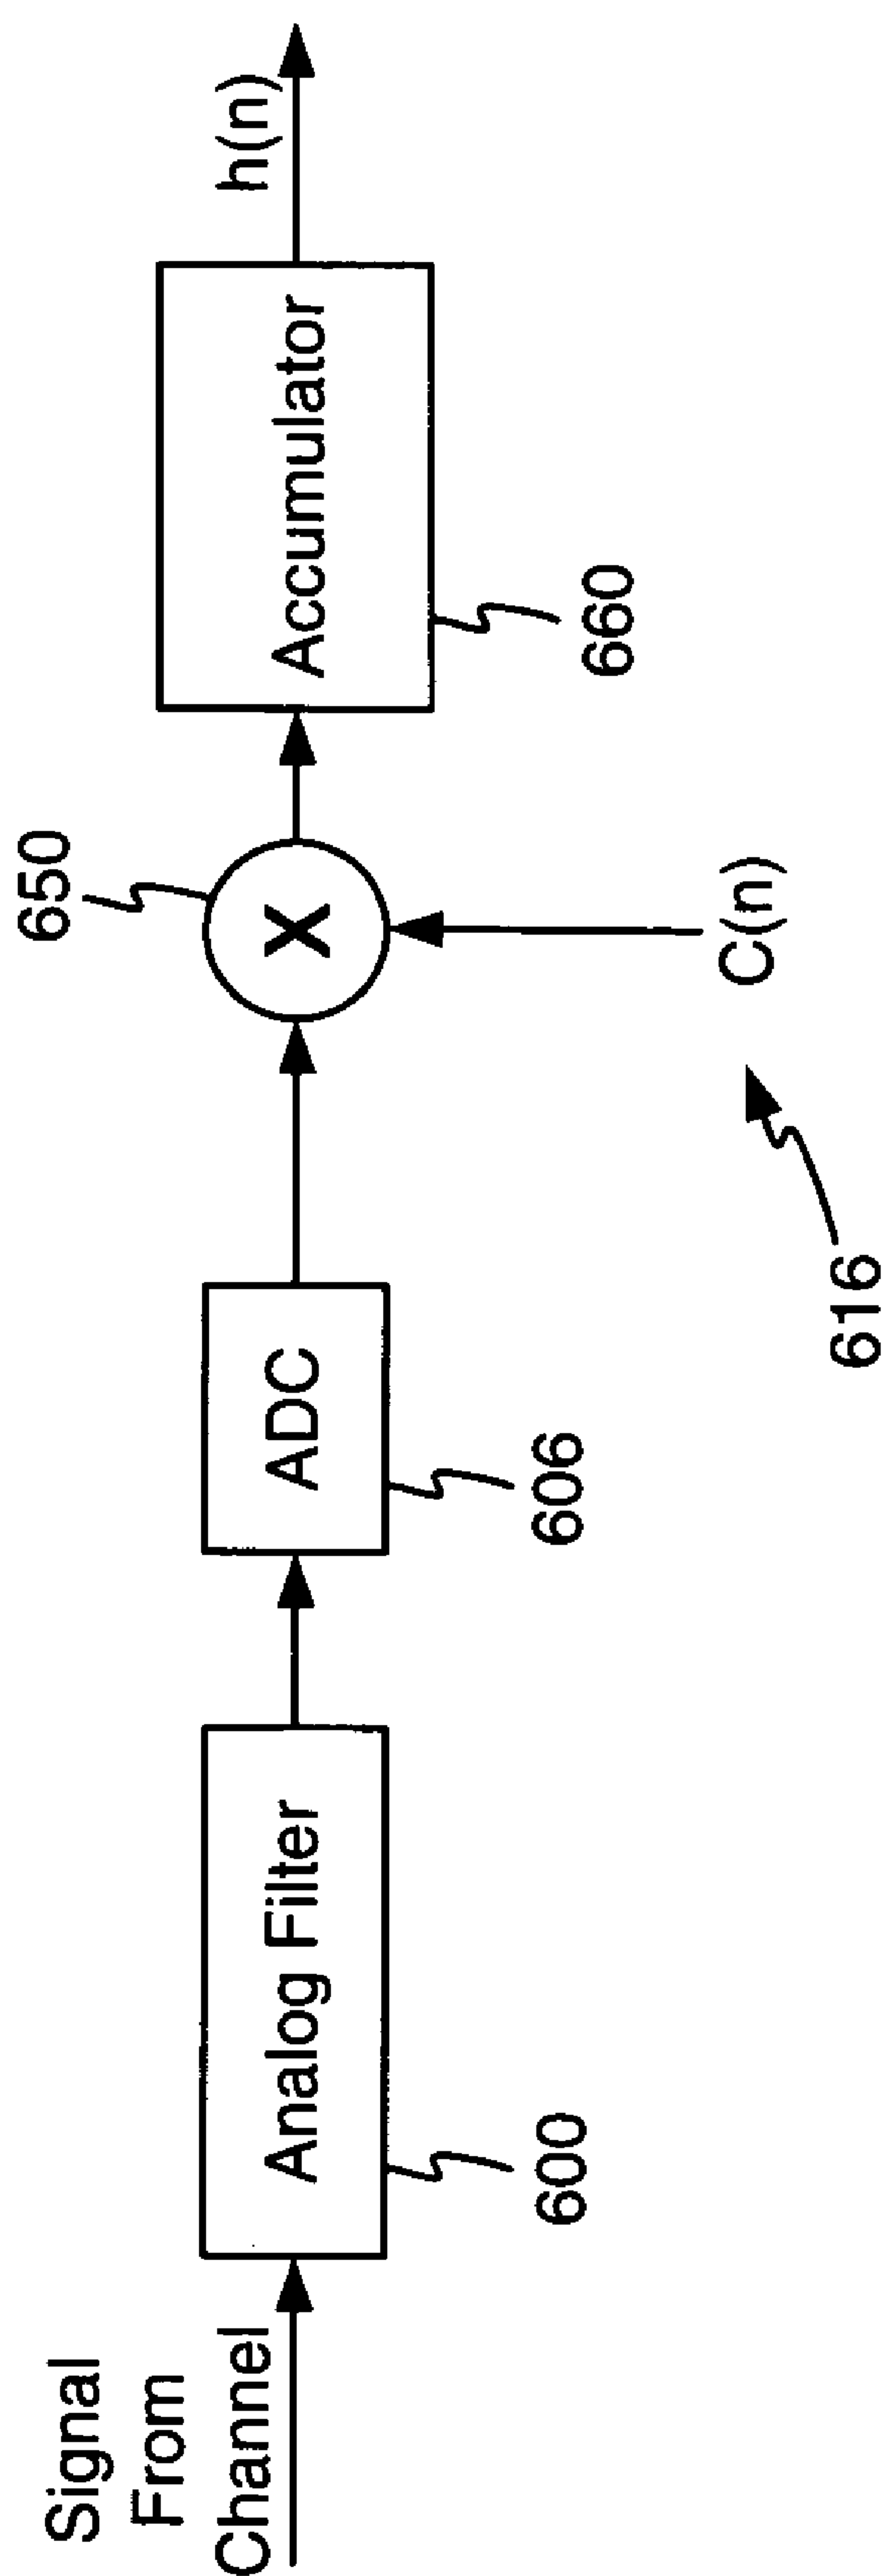 Signal
From
Channel
Analog Filter
600
ADC
606
X
650
C(n)
616
Accumulator
660
h(n)